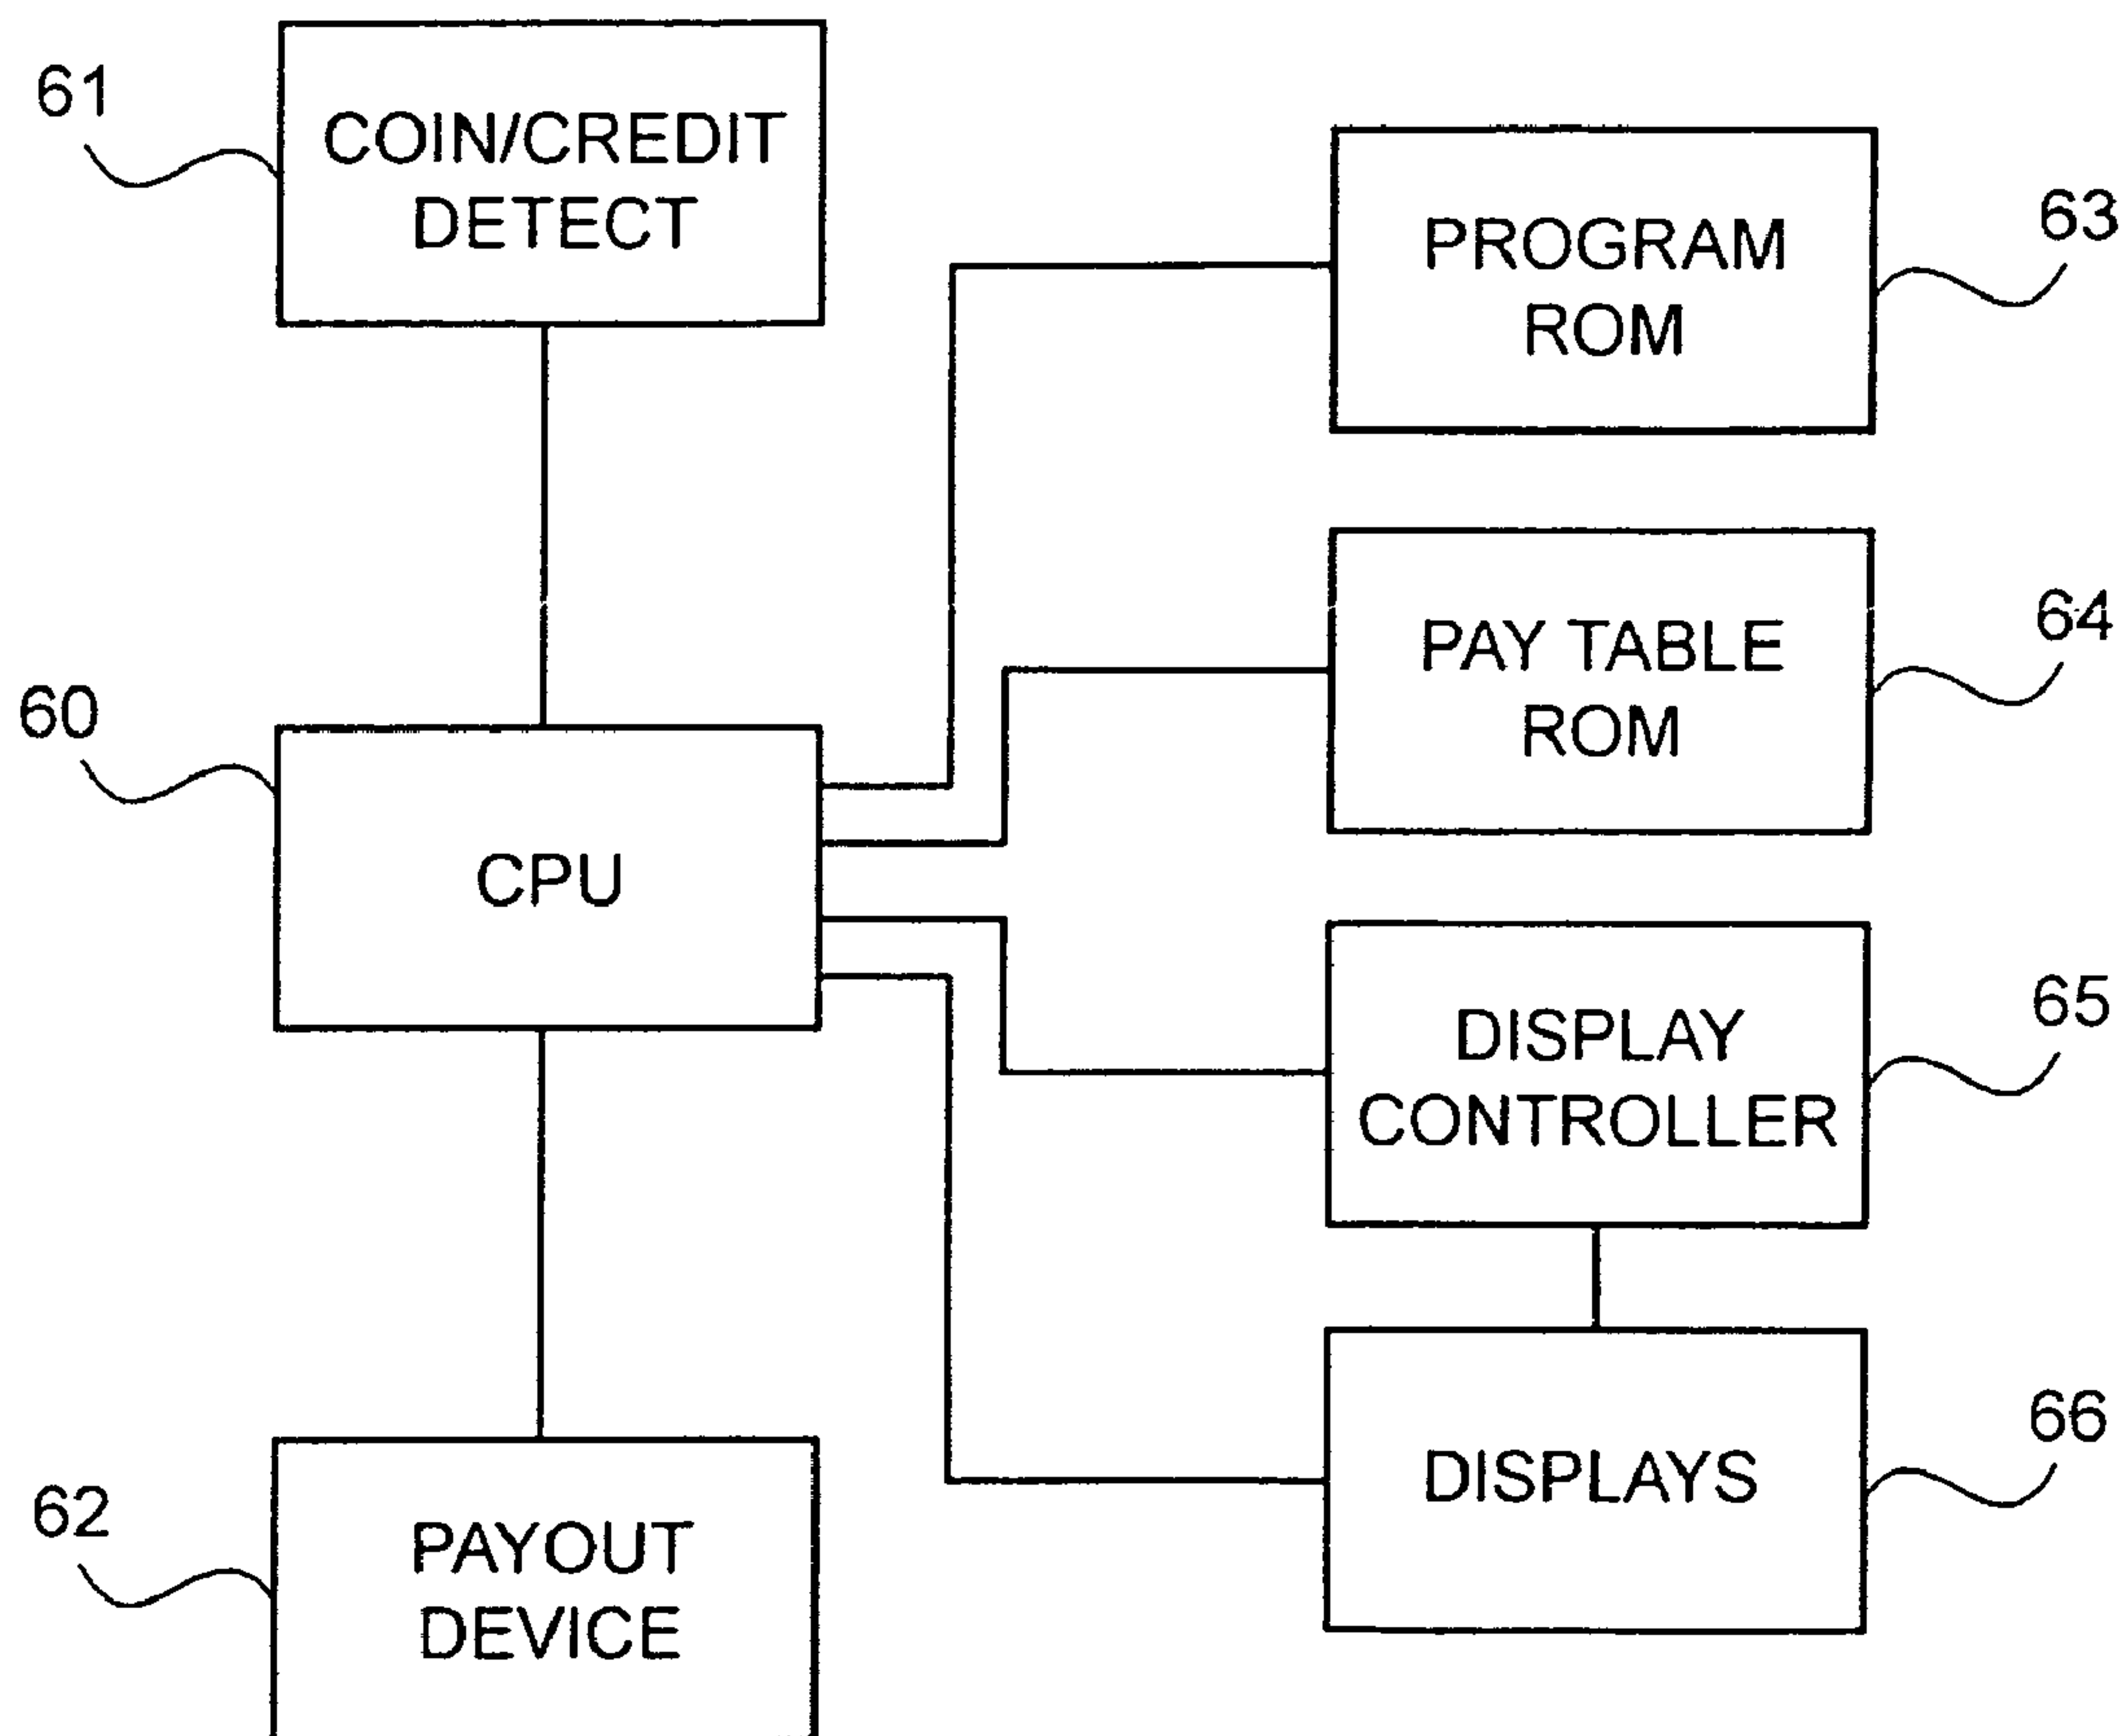 61
COIN/CREDIT
DETECT
63
PROGRAM
ROM
64
PAY TABLE
ROM
60
CPU
65
DISPLAY
CONTROLLER
66
DISPLAYS
62
PAYOUT
DEVICE